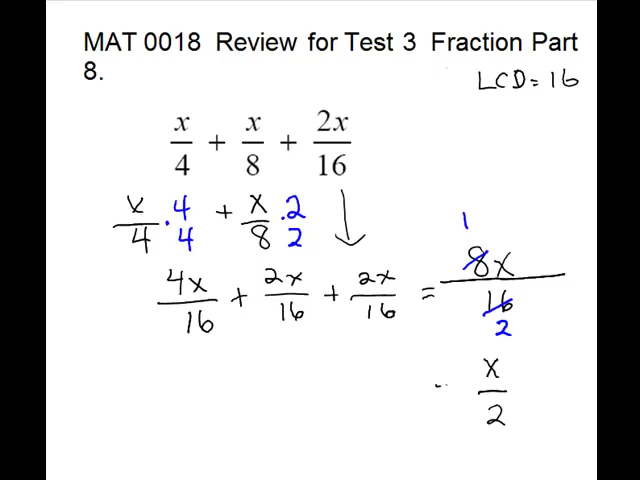 MAT 0018 Review for Test 3 Fraction Part
8.
LCD = 16
x/4 + x/8 + 2x/16
x/4 · 4/4 + x/8 · 2/2
4x/16 + 2x/16 + 2x/16 = 8x/16
1
2
x/2